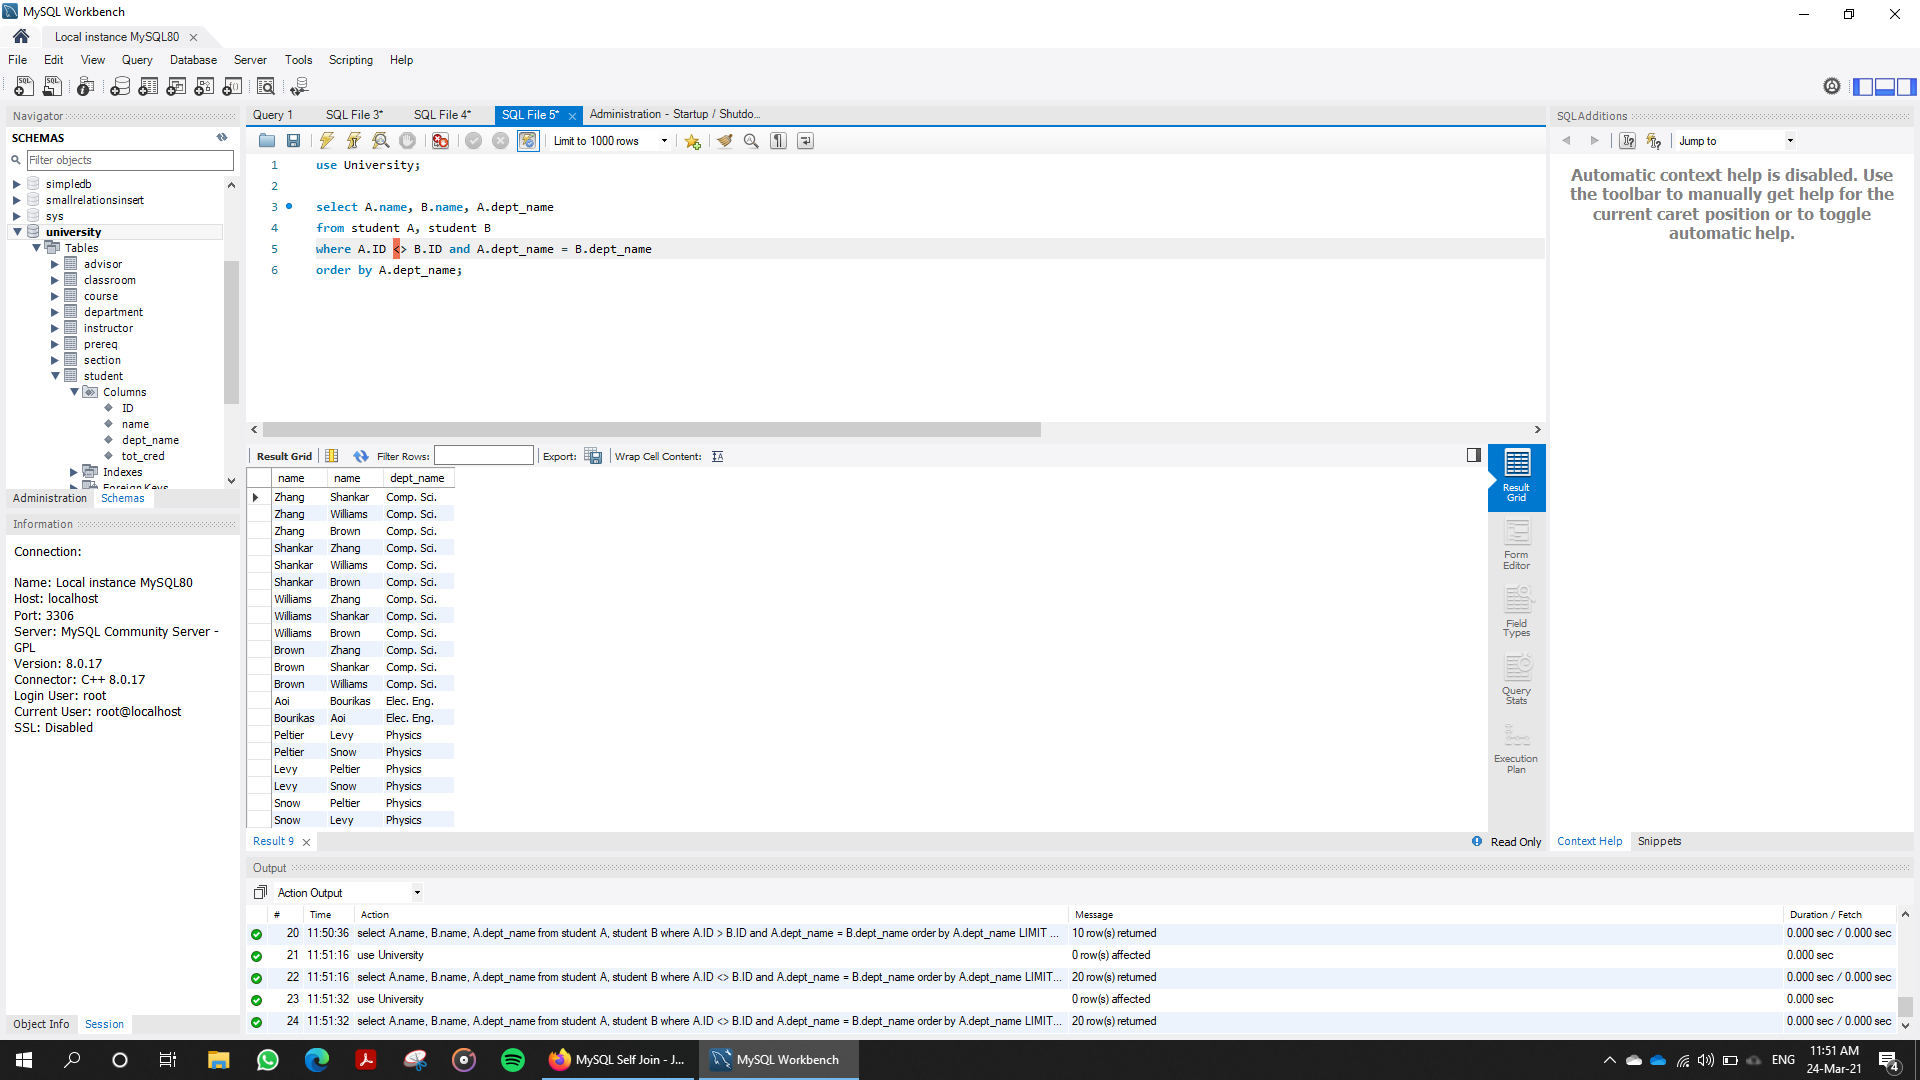 MySQL Workbench
Local instance MySQL80
File Edit View Query Database Server Tools Scripting Help
Navigator
SCHEMAS
Filter objects
simpledb
smallrelationsinsert
sys
university
Tables
advisor
classroom
course
department
instructor
prereq
section
student
Columns
ID
name
dept_name
tot_cred
Indexes
Foreign Keys
Administration Schemas
Information
Connection:
Name: Local instance MySQL80
Host: localhost
Port: 3306
Server: MySQL Community Server -
GPL
Version: 8.0.17
Connector: C++ 8.0.17
Login User: root
Current User: root@localhost
SSL: Disabled
Object Info Session
Query 1 SQL File 3* SQL File 4* SQL File 5* Administration - Startup / Shutdo...
Limit to 1000 rows
1 use University;
2
3 select A.name, B.name, A.dept_name
4 from student A, student B
5 where A.ID <> B.ID and A.dept_name = B.dept_name
6 order by A.dept_name;
Result Grid Filter Rows: Export: Wrap Cell Content:
name name dept_name
Zhang Shankar Comp. Sci.
Zhang Williams Comp. Sci.
Zhang Brown Comp. Sci.
Shankar Zhang Comp. Sci.
Shankar Williams Comp. Sci.
Shankar Brown Comp. Sci.
Williams Zhang Comp. Sci.
Williams Shankar Comp. Sci.
Williams Brown Comp. Sci.
Brown Zhang Comp. Sci.
Brown Shankar Comp. Sci.
Brown Williams Comp. Sci.
Aoi Bourikas Elec. Eng.
Bourikas Aoi Elec. Eng.
Peltier Levy Physics
Peltier Snow Physics
Levy Peltier Physics
Levy Snow Physics
Snow Peltier Physics
Snow Levy Physics
Result Grid
Form Editor
Field Types
Query Stats
Execution Plan
Result 9 Read Only
SQLAdditions
Jump to
Automatic context help is disabled. Use
the toolbar to manually get help for the
current caret position or to toggle
automatic help.
Context Help Snippets
Output
Action Output
# Time Action Message Duration / Fetch
20 11:50:36 select A.name, B.name, A.dept_name from student A, student B where A.ID > B.ID and A.dept_name = B.dept_name order by A.dept_name LIMIT ... 10 row(s) returned 0.000 sec / 0.000 sec
21 11:51:16 use University 0 row(s) affected 0.000 sec
22 11:51:16 select A.name, B.name, A.dept_name from student A, student B where A.ID <> B.ID and A.dept_name = B.dept_name order by A.dept_name LIMIT... 20 row(s) returned 0.000 sec / 0.000 sec
23 11:51:32 use University 0 row(s) affected 0.000 sec
24 11:51:32 select A.name, B.name, A.dept_name from student A, student B where A.ID <> B.ID and A.dept_name = B.dept_name order by A.dept_name LIMIT... 20 row(s) returned 0.000 sec / 0.000 sec
MySQL Self Join - J... MySQL Workbench ENG 11:51 AM
24-Mar-21
4